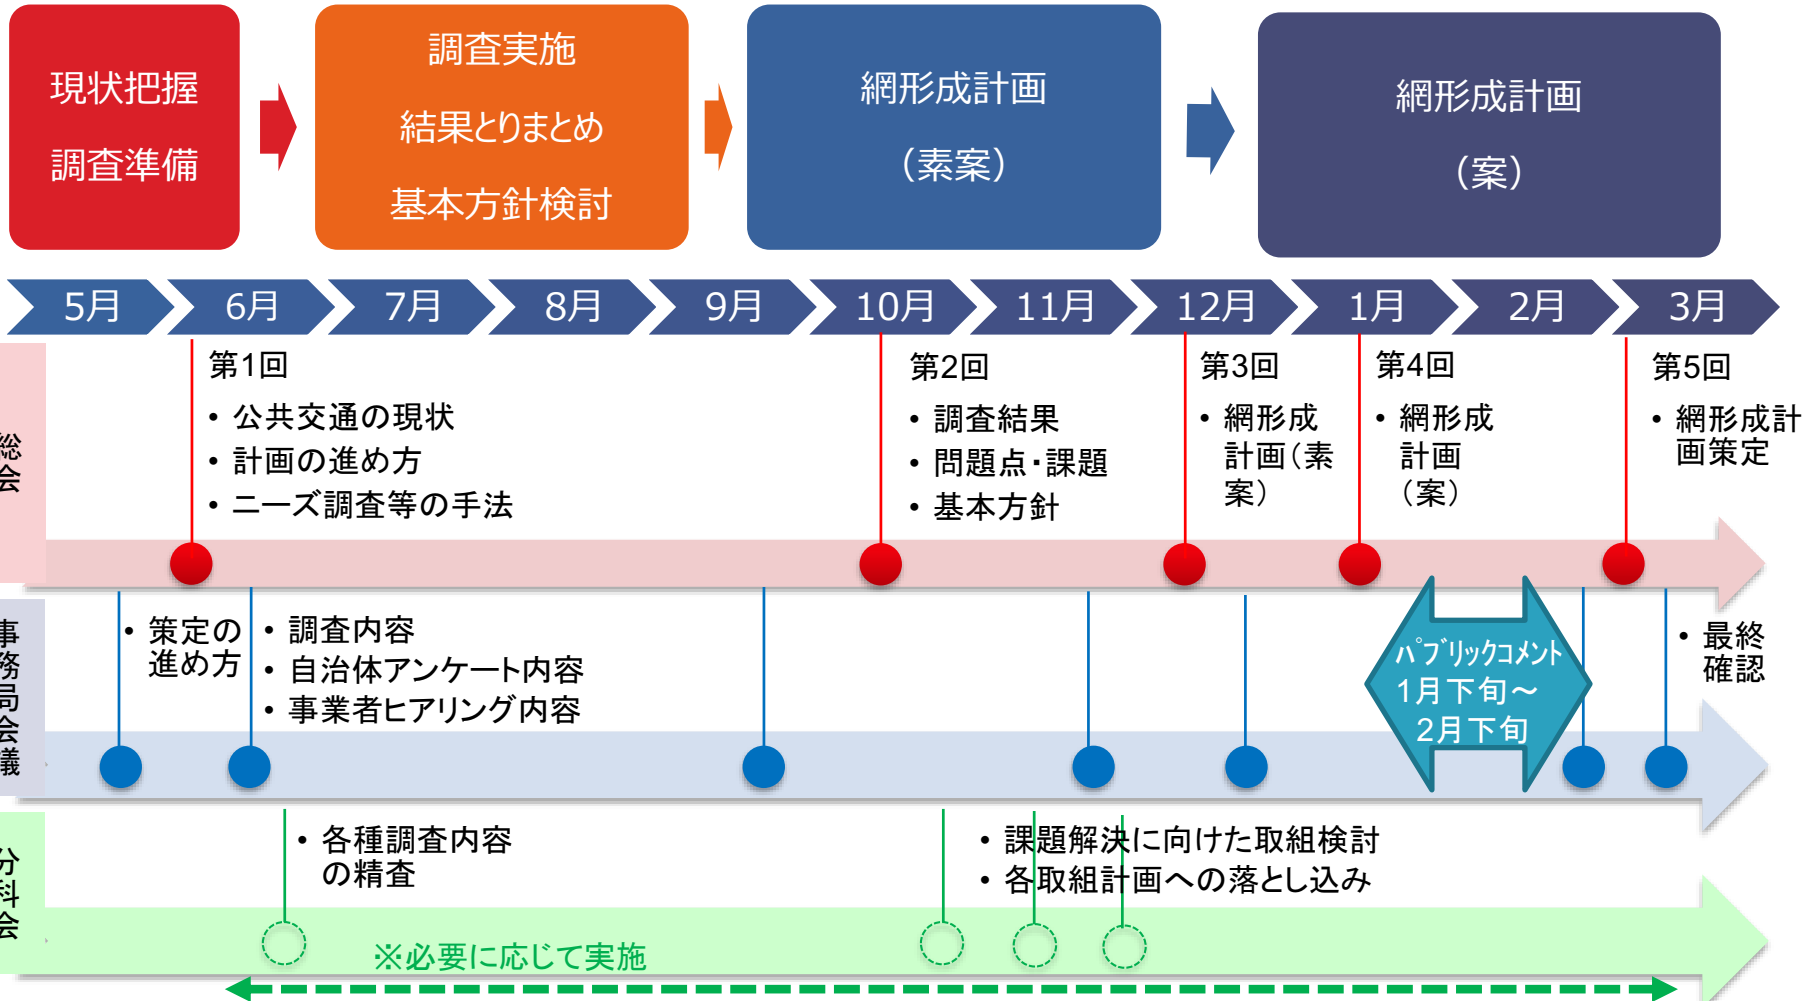 現状把握
調査準備
調査実施
結果とりまとめ
基本方針検討
網形成計画
（素案）
網形成計画
（案）
5月
6月
7月
8月
9月
10月
11月
12月
1月
2月
3月
総会
第1回
• 公共交通の現状
• 計画の進め方
• ニーズ調査等の手法
第2回
• 調査結果
• 問題点・課題
• 基本方針
第3回
• 網形成
計画（素
案）
第4回
• 網形成
計画
（案）
第5回
• 網形成計
画策定
事務局会議
• 策定の
進め方
• 調査内容
• 自治体アンケート内容
• 事業者ヒアリング内容
ﾊﾟﾌﾞﾘｯｸｺﾒﾝﾄ
1月下旬～
2月下旬
• 最終
確認
分科会
• 各種調査内容
の精査
• 課題解決に向けた取組検討
• 各取組計画への落とし込み
※必要に応じて実施